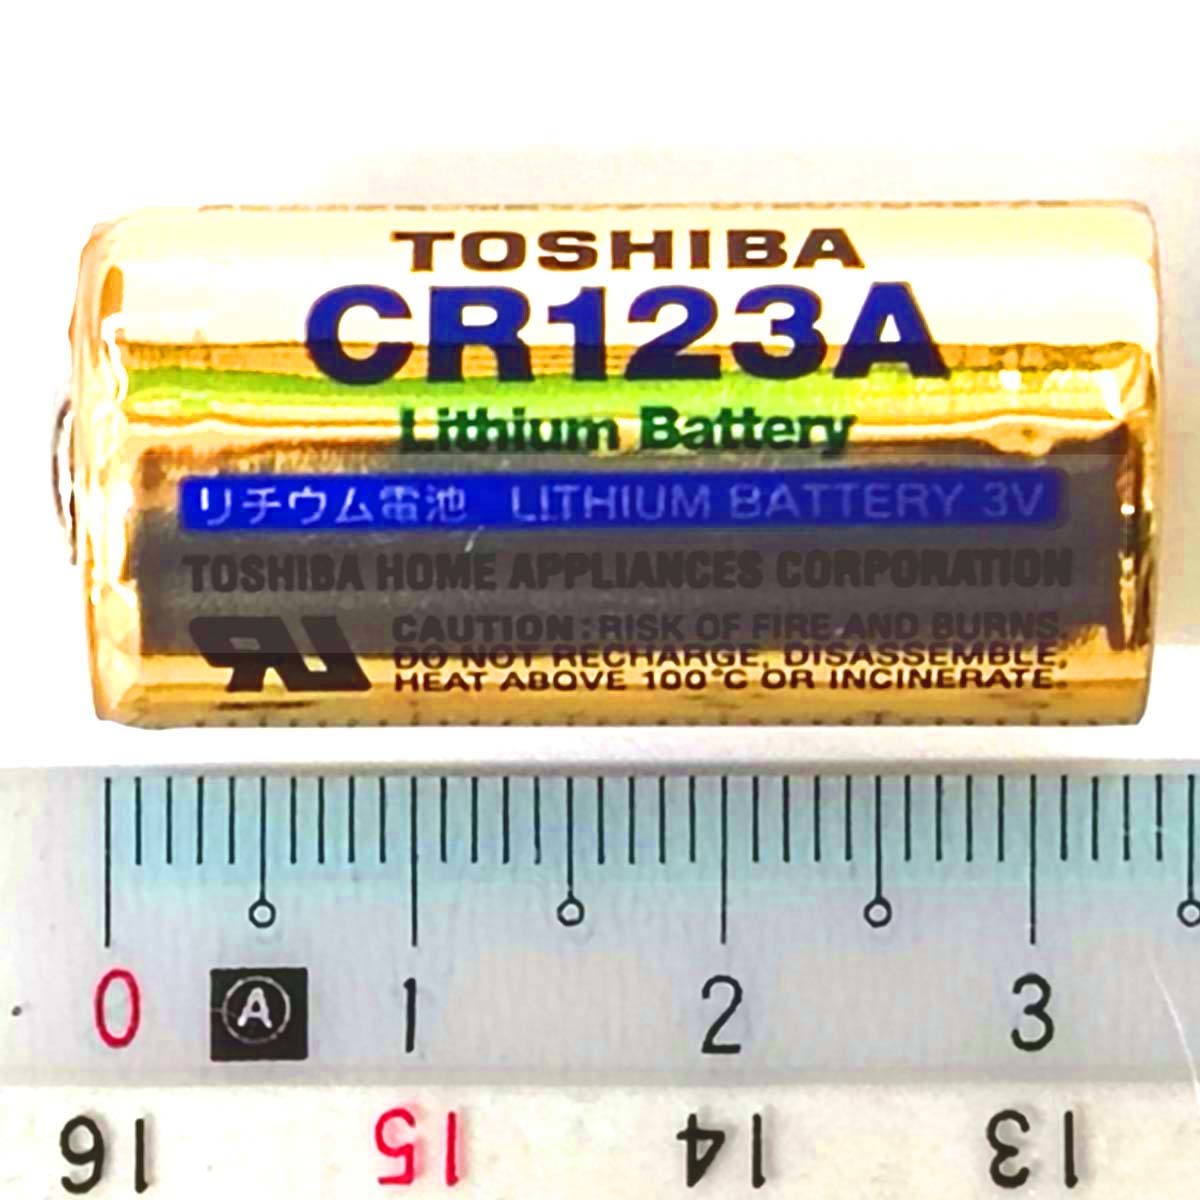 TOSHIBA
CR123A
Lithium Battery
リチウム電池 LITHIUM BATTERY 3V
TOSHIBA HOME APPLIANCES CORPORATION
CAUTION:RISK OF FIRE AND BURNS.
DO NOT RECHARGE, DISASSEMBLE,
HEAT ABOVE 100°C OR INCINERATE.
0 A 1 2 3
16 15 14 13